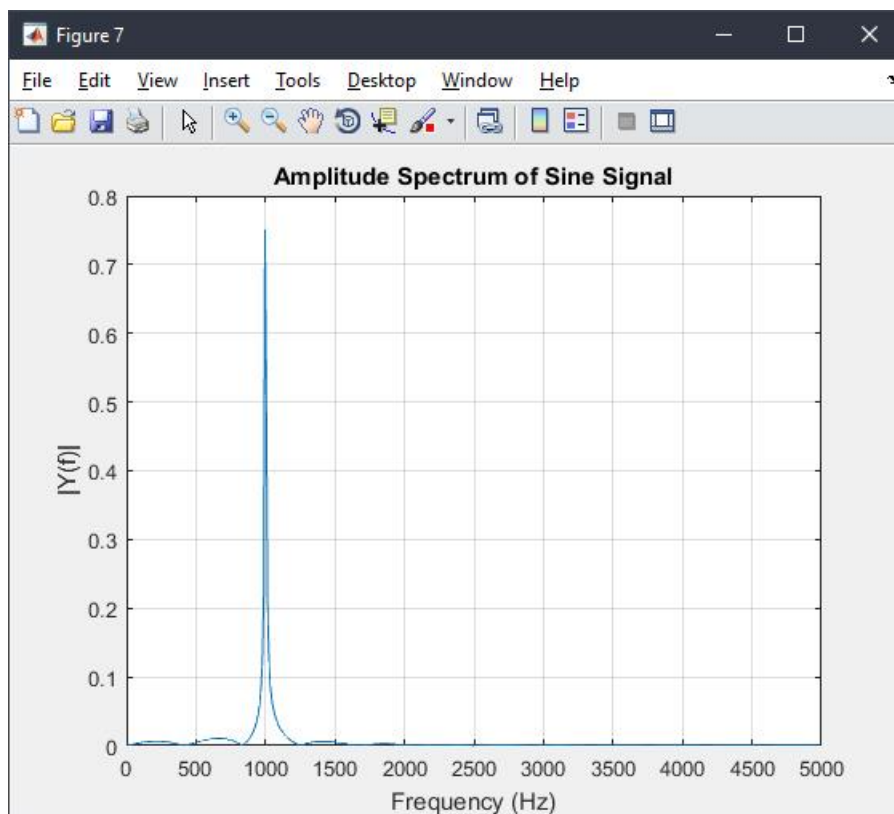 Figure 7
File Edit View Insert Tools Desktop Window Help
Amplitude Spectrum of Sine Signal
0.8
0.7
0.6
0.5
0.4
0.3
0.2
0.1
0
|Y(f)|
0 500 1000 1500 2000 2500 3000 3500 4000 4500 5000
Frequency (Hz)